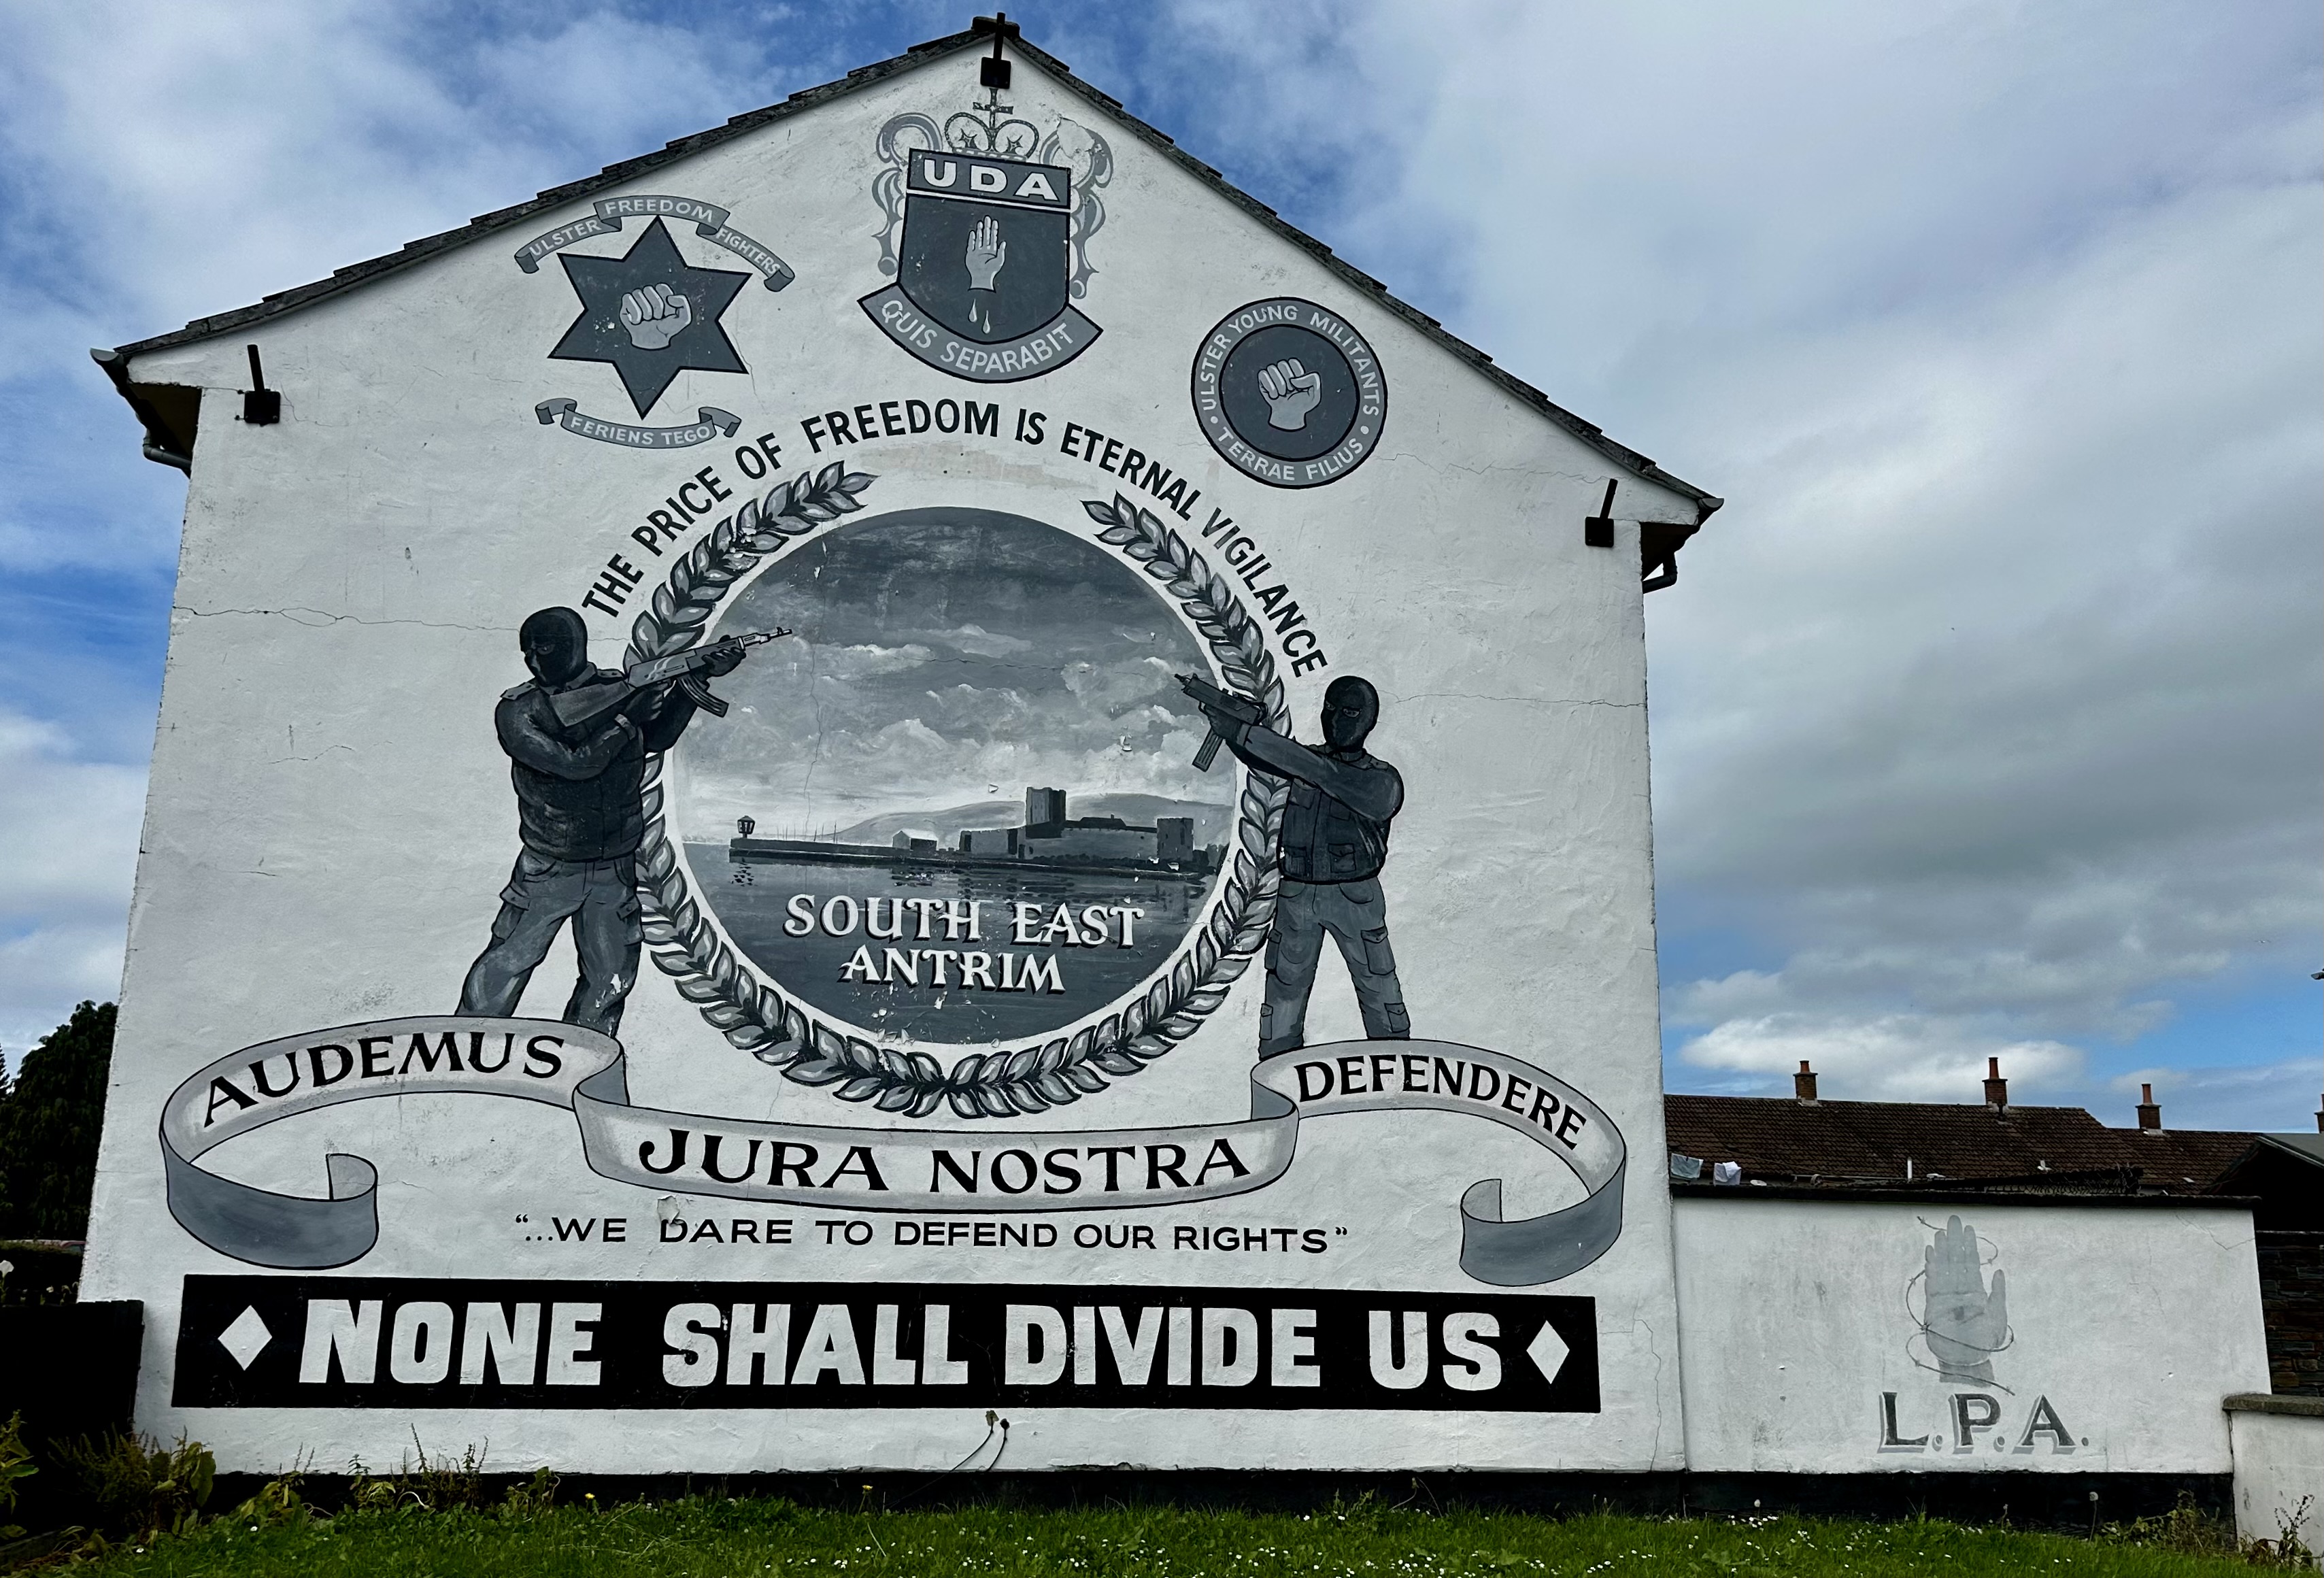 UDA
QUIS SEPARABIT
ULSTER FREEDOM FIGHTERS
FERIENS TEGO
ULSTER YOUNG MILITANTS
TERRAE FILIUS
THE PRICE OF FREEDOM IS ETERNAL VIGILANCE
SOUTH EAST
ANTRIM
AUDEMUS JURA NOSTRA DEFENDERE
"...WE DARE TO DEFEND OUR RIGHTS"
NONE SHALL DIVIDE US
L.P.A.